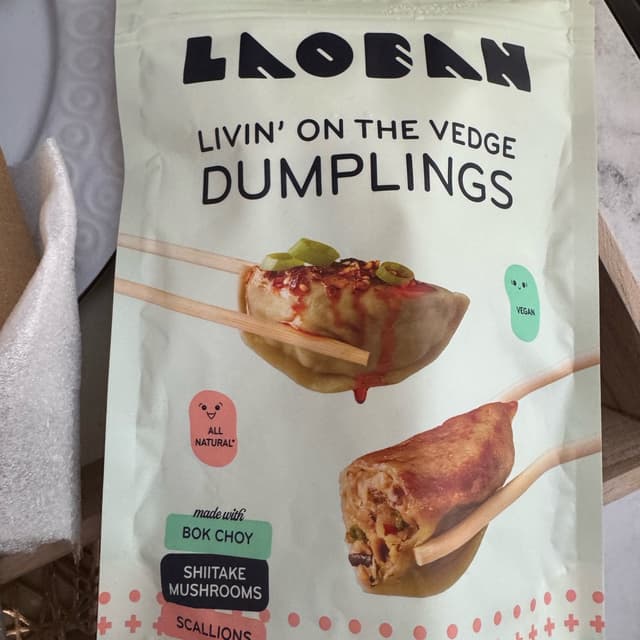 LAOBAN
LIVIN' ON THE VEDGE
DUMPLINGS
VEGAN
ALL
NATURAL*
made with
BOK CHOY
SHIITAKE
MUSHROOMS
SCALLIONS